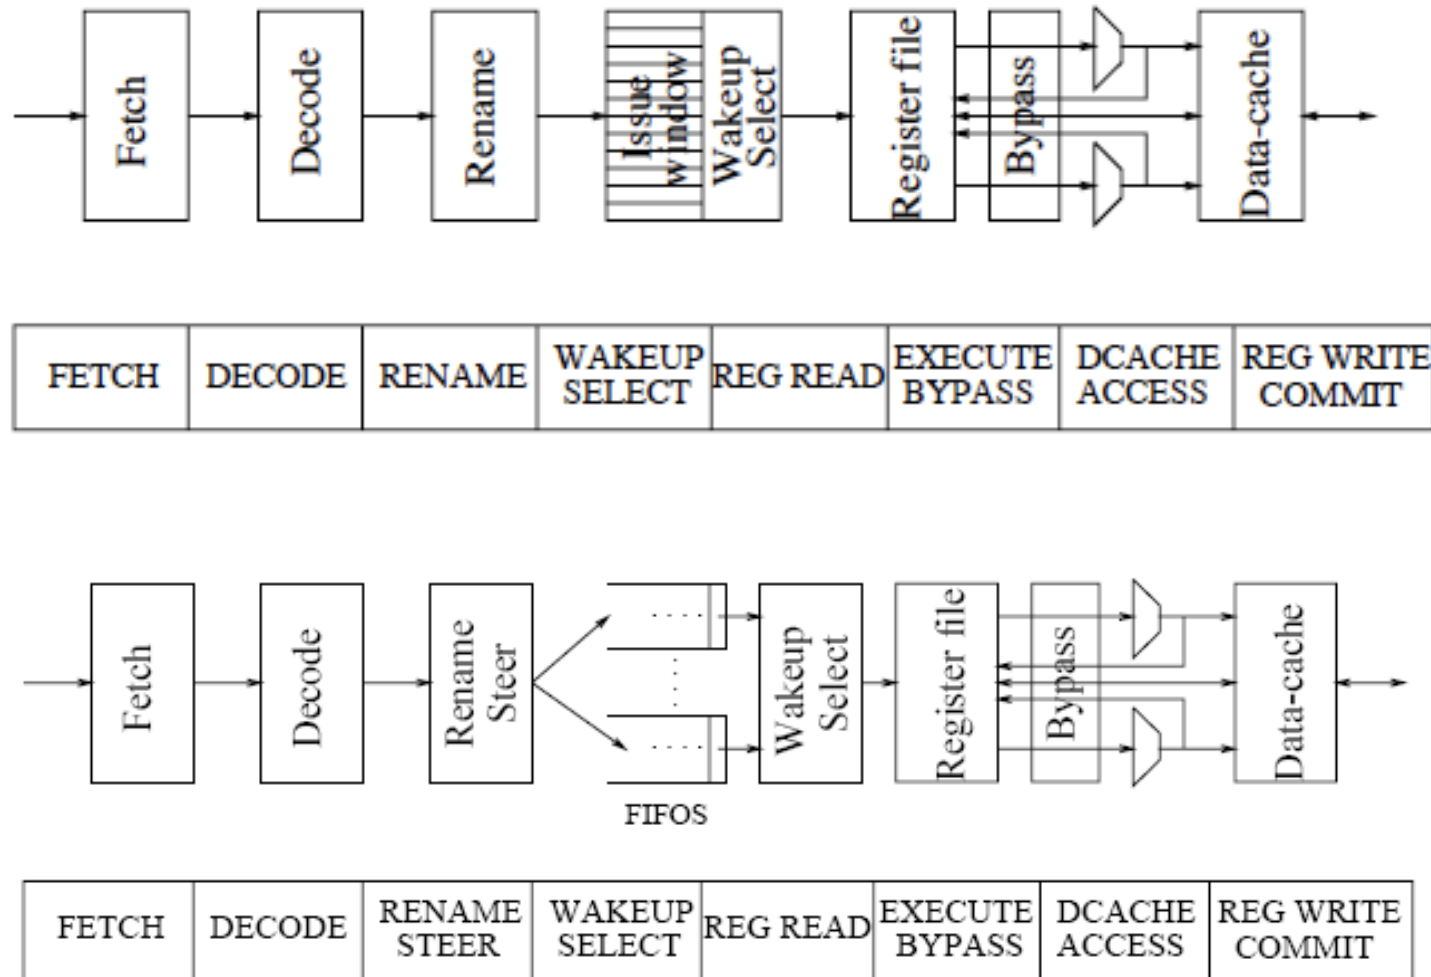 Fetch
Decode
Rename
Issue
window
Wakeup
Select
Register file
Bypass
Data-cache
FETCH
DECODE
RENAME
WAKEUP
SELECT
REG READ
EXECUTE
BYPASS
DCACHE
ACCESS
REG WRITE
COMMIT
Fetch
Decode
Rename
Steer
FIFOS
Wakeup
Select
Register file
Bypass
Data-cache
FETCH
DECODE
RENAME
STEER
WAKEUP
SELECT
REG READ
EXECUTE
BYPASS
DCACHE
ACCESS
REG WRITE
COMMIT